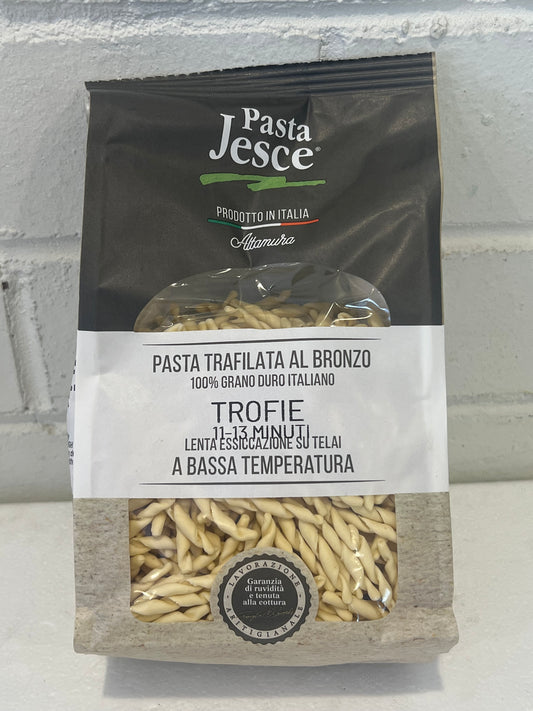 Pasta
Jesce®
PRODOTTO IN ITALIA
Altamura
PASTA TRAFILATA AL BRONZO
100% GRANO DURO ITALIANO
TROFIE
11-13 MINUTI
LENTA ESSICCAZIONE SU TELAI
A BASSA TEMPERATURA
LAVORAZIONE
Garanzia
di ruvidità
e tenuta
alla cottura
ARITIGIANALE